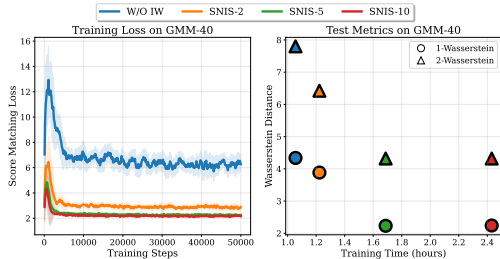 W/O IW SNIS-2 SNIS-5 SNIS-10
Training Loss on GMM-40
Score Matching Loss
16
14
12
10
8
6
4
2
0 10000 20000 30000 40000 50000
Training Steps
Test Metrics on GMM-40
1-Wasserstein
2-Wasserstein
Wasserstein Distance
8
7
6
5
4
3
2
1.0 1.2 1.4 1.6 1.8 2.0 2.2 2.4
Training Time (hours)